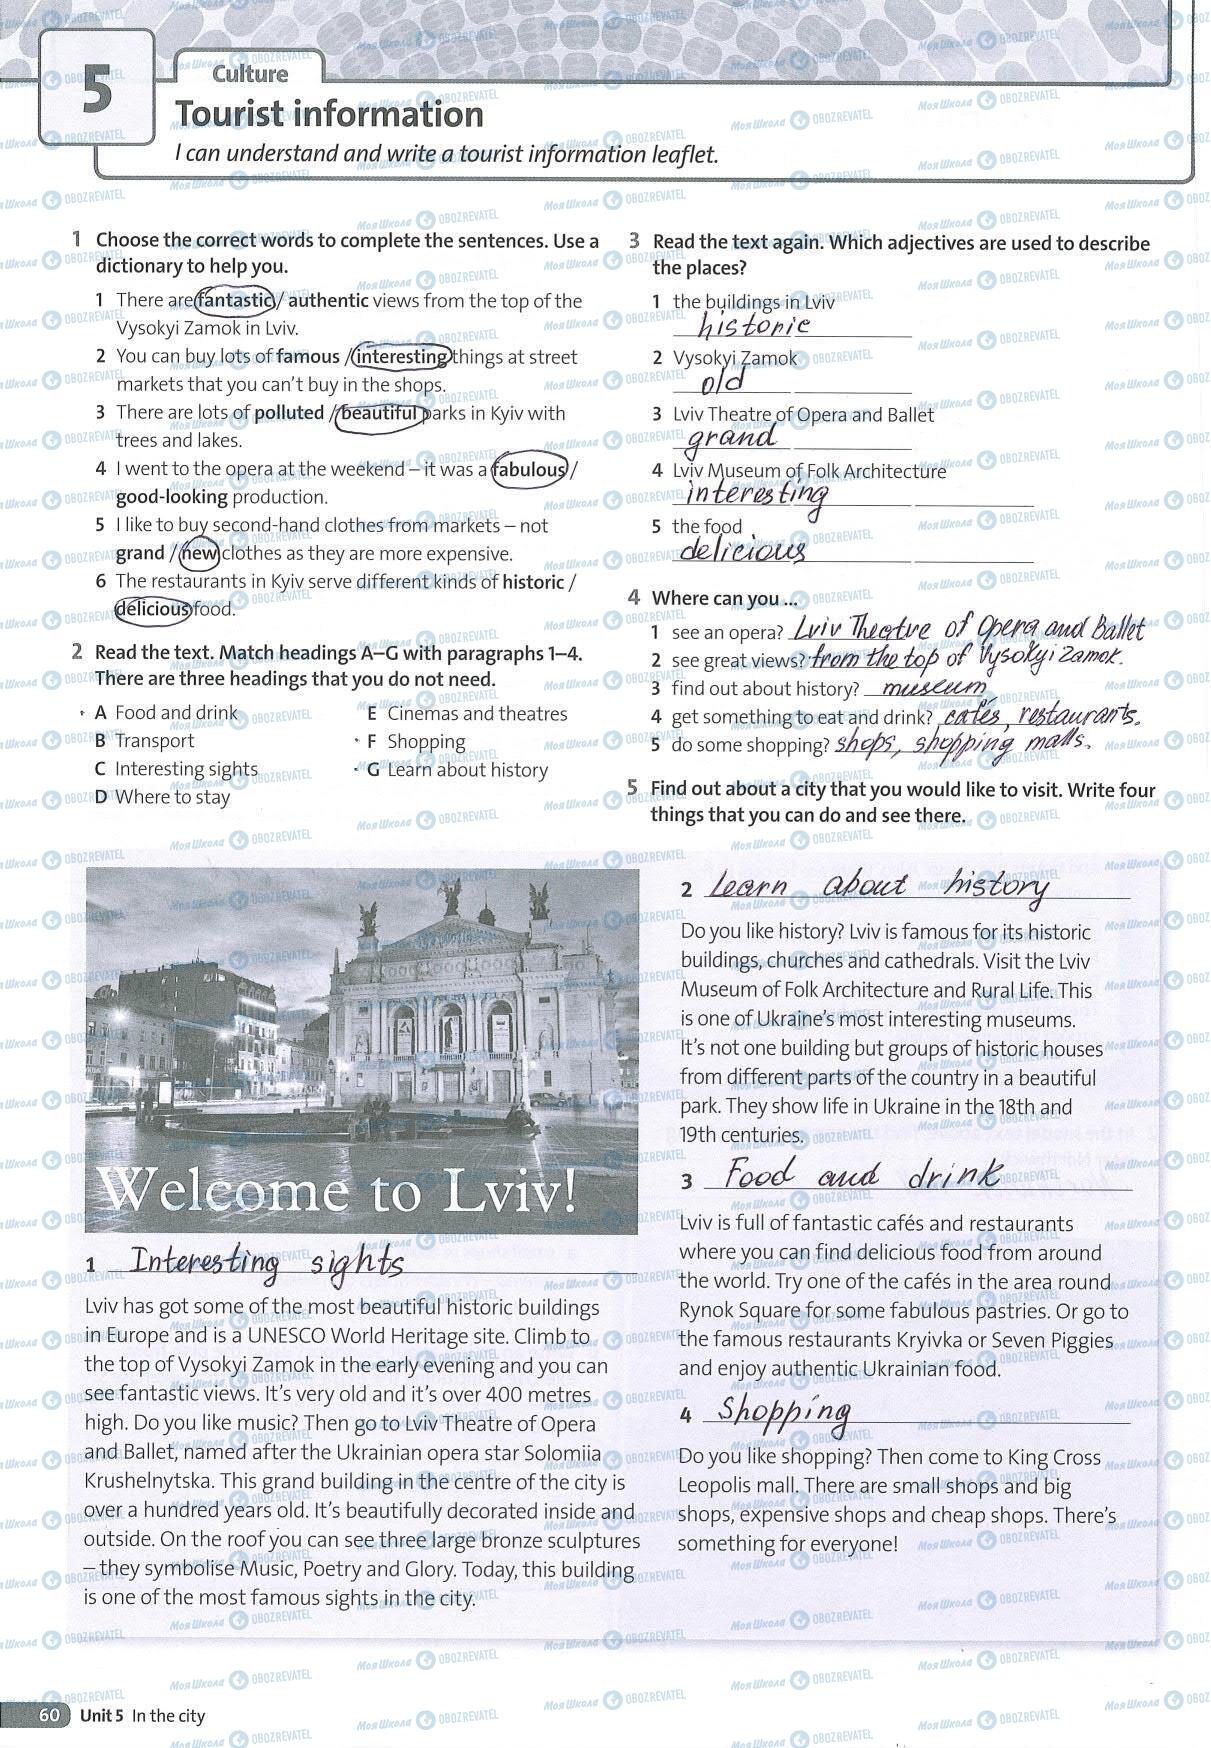 5
Culture
Tourist information
I can understand and write a tourist information leaflet.
1 Choose the correct words to complete the sentences. Use a
dictionary to help you.
1 There are fantastic / authentic views from the top of the
Vysokyi Zamok in Lviv.
2 You can buy lots of famous / interesting things at street
markets that you can't buy in the shops.
3 There are lots of polluted / beautiful parks in Kyiv with
trees and lakes.
4 I went to the opera at the weekend – it was a fabulous /
good-looking production.
5 I like to buy second-hand clothes from markets – not
grand / new clothes as they are more expensive.
6 The restaurants in Kyiv serve different kinds of historic /
delicious food.
2 Read the text. Match headings A–G with paragraphs 1–4.
There are three headings that you do not need.
A Food and drink
B Transport
C Interesting sights
D Where to stay
E Cinemas and theatres
F Shopping
G Learn about history
3 Read the text again. Which adjectives are used to describe
the places?
1 the buildings in Lviv
historic
2 Vysokyi Zamok
old
3 Lviv Theatre of Opera and Ballet
grand
4 Lviv Museum of Folk Architecture
interesting
5 the food
delicious
4 Where can you ...
1 see an opera? Lviv Theatre of Opera and Ballet
2 see great views? from the top of Vysokyi Zamok.
3 find out about history? museum
4 get something to eat and drink? cafés, restaurants.
5 do some shopping? shops, shopping malls.
5 Find out about a city that you would like to visit. Write four
things that you can do and see there.
Welcome to Lviv!
1 Interesting sights
Lviv has got some of the most beautiful historic buildings
in Europe and is a UNESCO World Heritage site. Climb to
the top of Vysokyi Zamok in the early evening and you can
see fantastic views. It's very old and it's over 400 metres
high. Do you like music? Then go to Lviv Theatre of Opera
and Ballet, named after the Ukrainian opera star Solomiia
Krushelnytska. This grand building in the centre of the city is
over a hundred years old. It's beautifully decorated inside and
outside. On the roof you can see three large bronze sculptures
– they symbolise Music, Poetry and Glory. Today, this building
is one of the most famous sights in the city.
2 Learn about history
Do you like history? Lviv is famous for its historic
buildings, churches and cathedrals. Visit the Lviv
Museum of Folk Architecture and Rural Life. This
is one of Ukraine's most interesting museums.
It's not one building but groups of historic houses
from different parts of the country in a beautiful
park. They show life in Ukraine in the 18th and
19th centuries.
3 Food and drink
Lviv is full of fantastic cafés and restaurants
where you can find delicious food from around
the world. Try one of the cafés in the area round
Rynok Square for some fabulous pastries. Or go to
the famous restaurants Kryivka or Seven Piggies
and enjoy authentic Ukrainian food.
4 Shopping
Do you like shopping? Then come to King Cross
Leopolis mall. There are small shops and big
shops, expensive shops and cheap shops. There's
something for everyone!
60 Unit 5 In the city
Моя Школа OBOZREVATEL